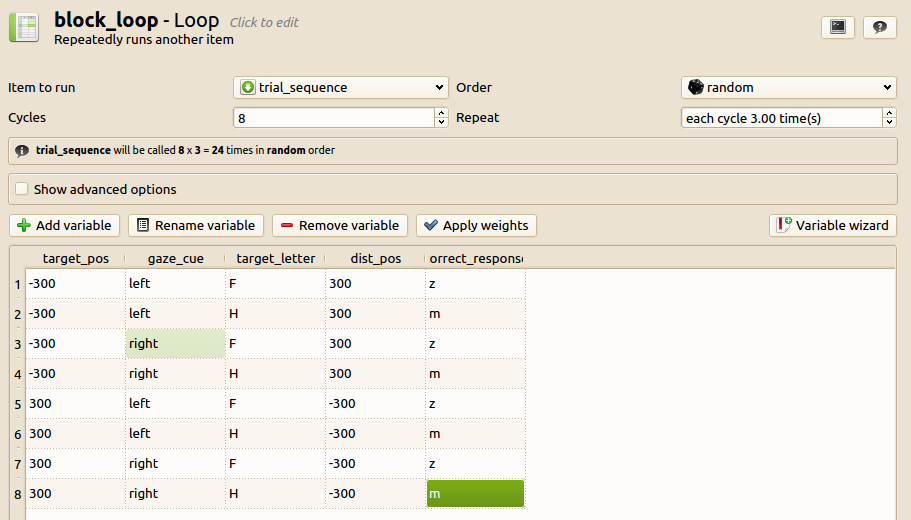 block_loop - Loop Click to edit
Repeatedly runs another item
Item to run trial_sequence Order random
Cycles 8 Repeat each cycle 3.00 time(s)
trial_sequence will be called 8 x 3 = 24 times in random order
Show advanced options
Add variable Rename variable Remove variable Apply weights Variable wizard
target_pos gaze_cue target_letter dist_pos orrect_response
1 -300 left F 300 z
2 -300 left H 300 m
3 -300 right F 300 z
4 -300 right H 300 m
5 300 left F -300 z
6 300 left H -300 m
7 300 right F -300 z
8 300 right H -300 m